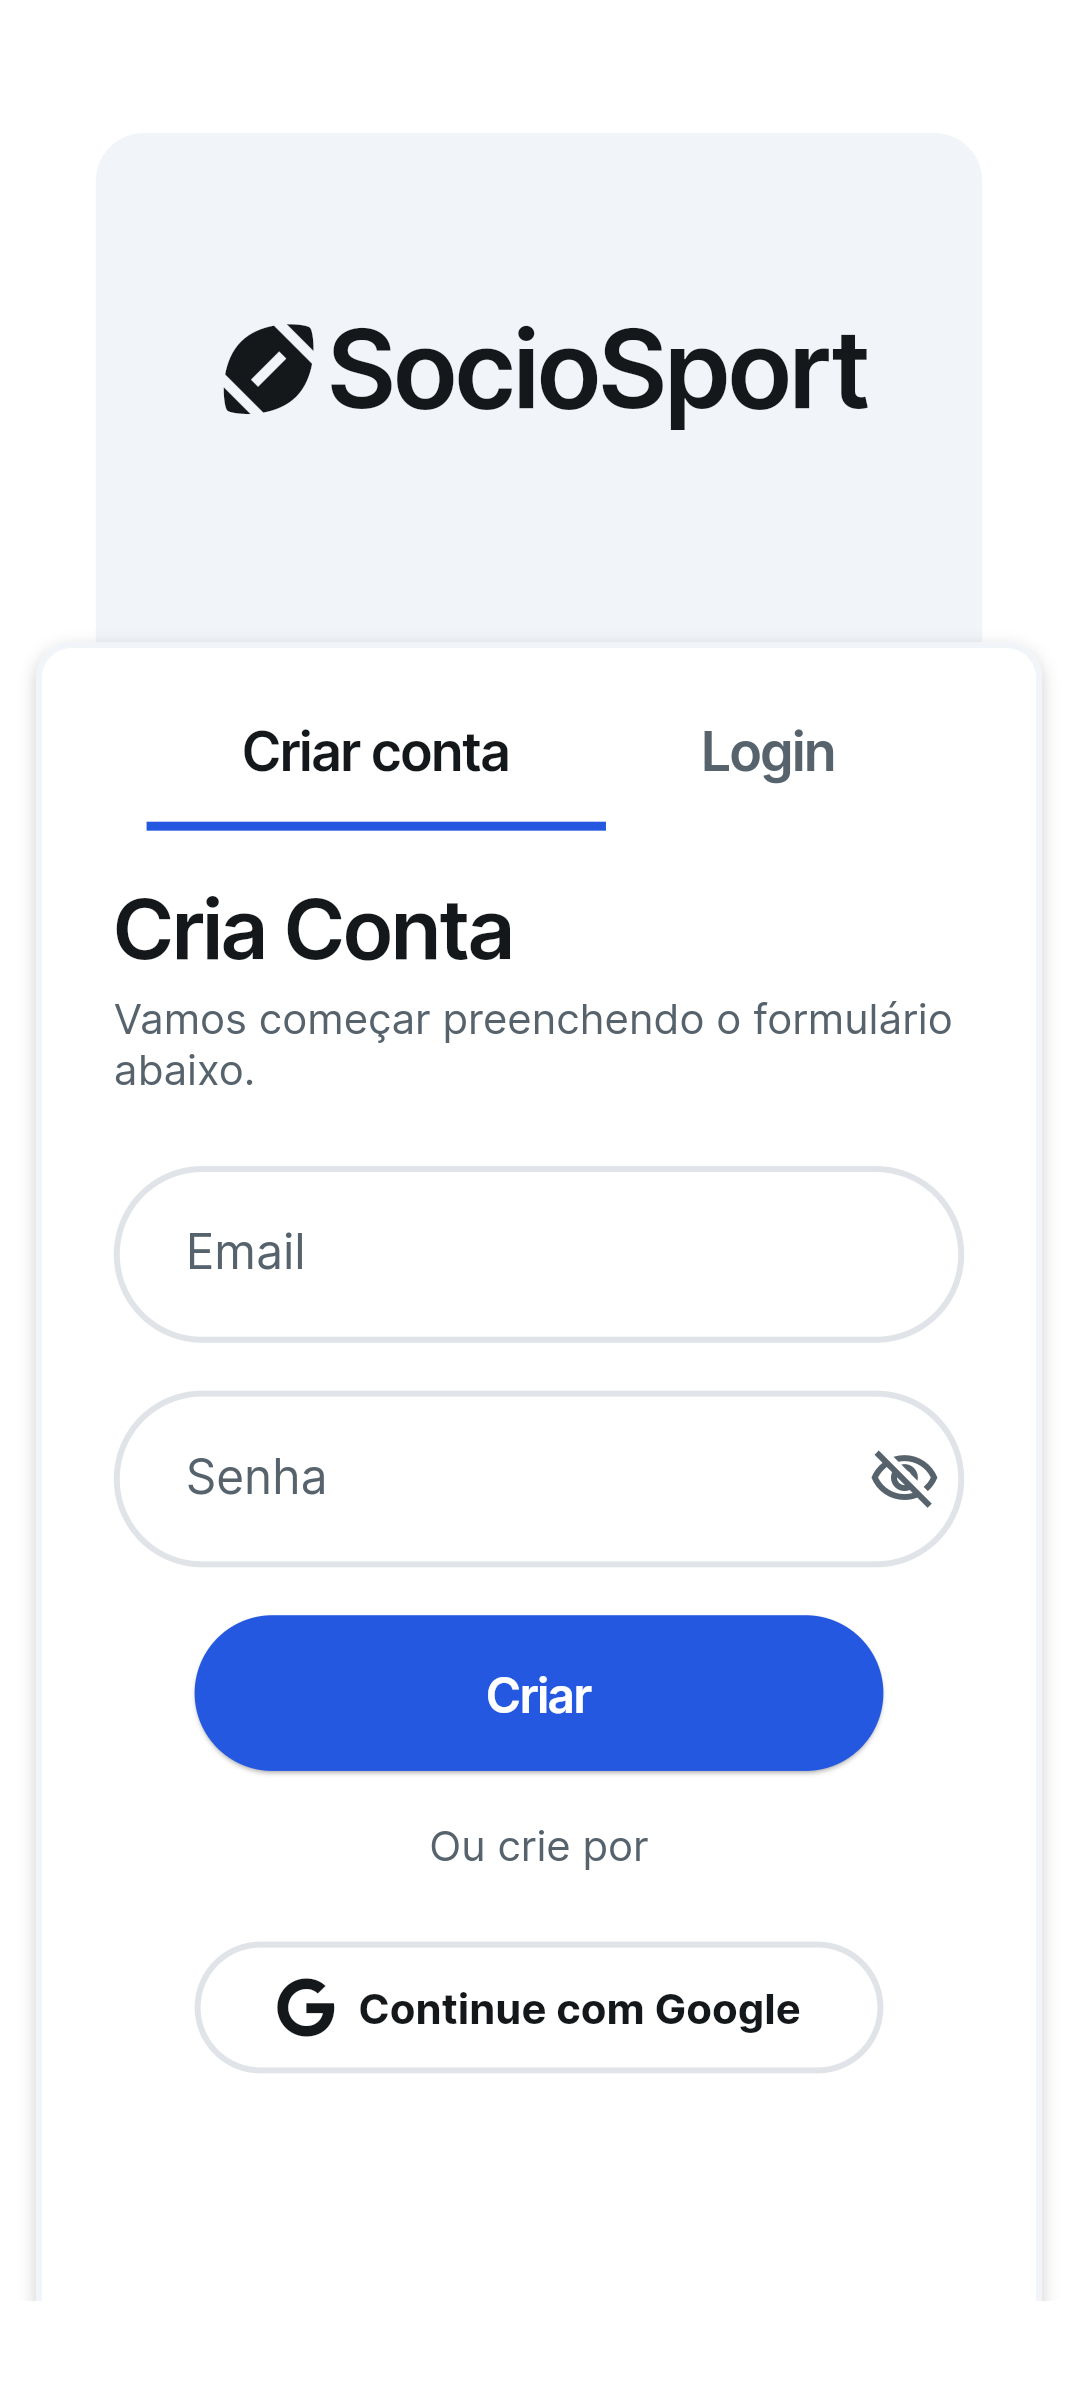 SocioSport
Criar conta
Login
Cria Conta
Vamos começar preenchendo o formulário
abaixo.
Email
Senha
Criar
Ou crie por
Continue com Google